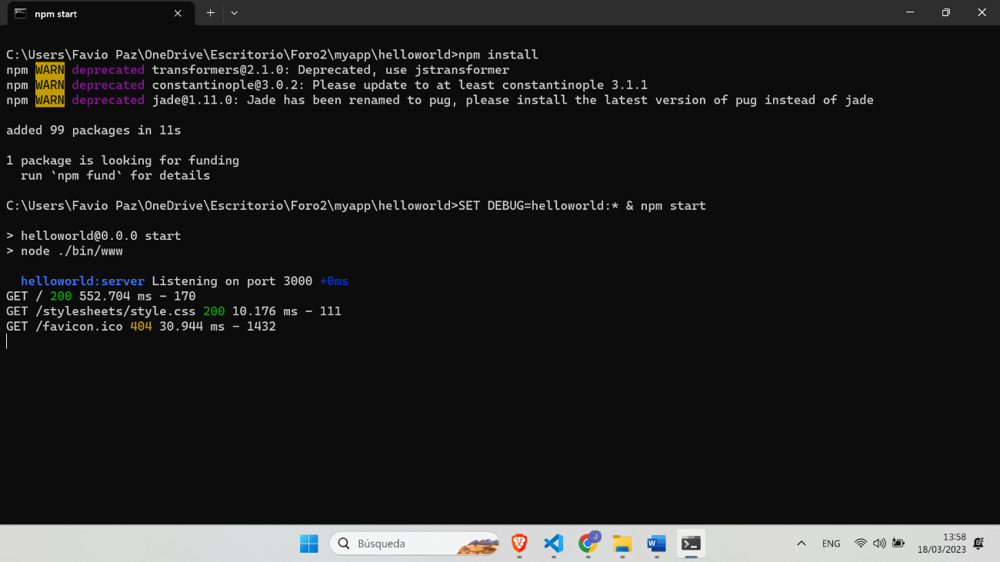 npm start
C:\Users\Favio Paz\OneDrive\Escritorio\Foro2\myapp\helloworld>npm install
npm WARN deprecated transformers@2.1.0: Deprecated, use jstransformer
npm WARN deprecated constantinople@3.0.2: Please update to at least constantinople 3.1.1
npm WARN deprecated jade@1.11.0: Jade has been renamed to pug, please install the latest version of pug instead of jade
added 99 packages in 11s
1 package is looking for funding
run `npm fund` for details
C:\Users\Favio Paz\OneDrive\Escritorio\Foro2\myapp\helloworld>SET DEBUG=helloworld:* & npm start
> helloworld@0.0.0 start
> node ./bin/www
helloworld:server Listening on port 3000 +0ms
GET / 200 552.704 ms - 170
GET /stylesheets/style.css 200 10.176 ms - 111
GET /favicon.ico 404 30.944 ms - 1432
Búsqueda
J
W
ENG
13:58
18/03/2023